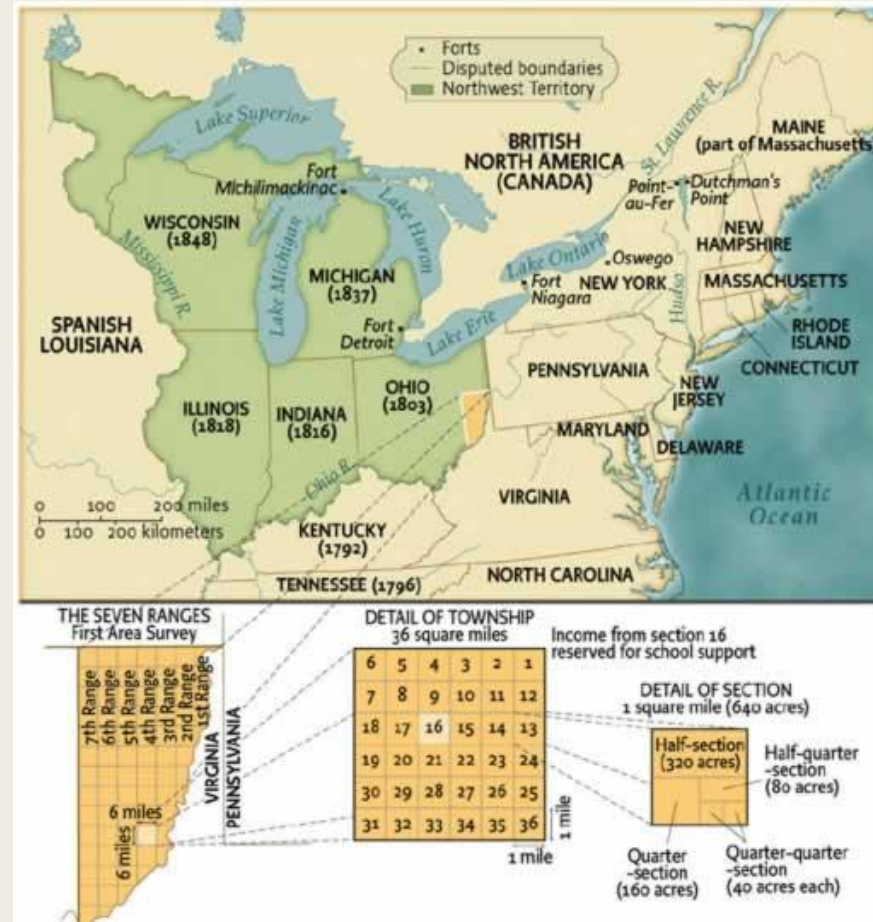 Forts
Disputed boundaries
Northwest Territory
Lake Superior
BRITISH
NORTH AMERICA
(CANADA)
St. Lawrence R.
MAINE
(part of Massachusetts)
Fort
Michilimackinac
Point-
au-Fer
Dutchman's
Point
WISCONSIN
(1848)
Mississippi R.
Lake Michigan
Lake Huron
MICHIGAN
(1837)
Lake Ontario
Oswego
NEW
HAMPSHIRE
Fort
Niagara
NEW YORK
Hudso
MASSACHUSETTS
SPANISH
LOUISIANA
Fort
Detroit
Lake Erie
RHODE
ISLAND
CONNECTICUT
PENNSYLVANIA
NEW
JERSEY
ILLINOIS
(1818)
INDIANA
(1816)
OHIO
(1803)
MARYLAND
DELAWARE
Ohio R.
VIRGINIA
Atlantic
Ocean
0 100 200 miles
0 100 200 kilometers
KENTUCKY
(1792)
TENNESSEE (1796)
NORTH CAROLINA
THE SEVEN RANGES
First Area Survey
7th Range
6th Range
5th Range
4th Range
3rd Range
2nd Range
1st Range
VIRGINIA
PENNSYLVANIA
6 miles
6 miles
DETAIL OF TOWNSHIP
36 square miles
Income from section 16
reserved for school support
6 5 4 3 2 1
7 8 9 10 11 12
18 17 16 15 14 13
19 20 21 22 23 24
30 29 28 27 26 25
31 32 33 34 35 36
1 mile
1 mile
DETAIL OF SECTION
1 square mile (640 acres)
Half-section
(320 acres)
Half-quarter
-section
(80 acres)
Quarter
-section
(160 acres)
Quarter-quarter
-section
(40 acres each)